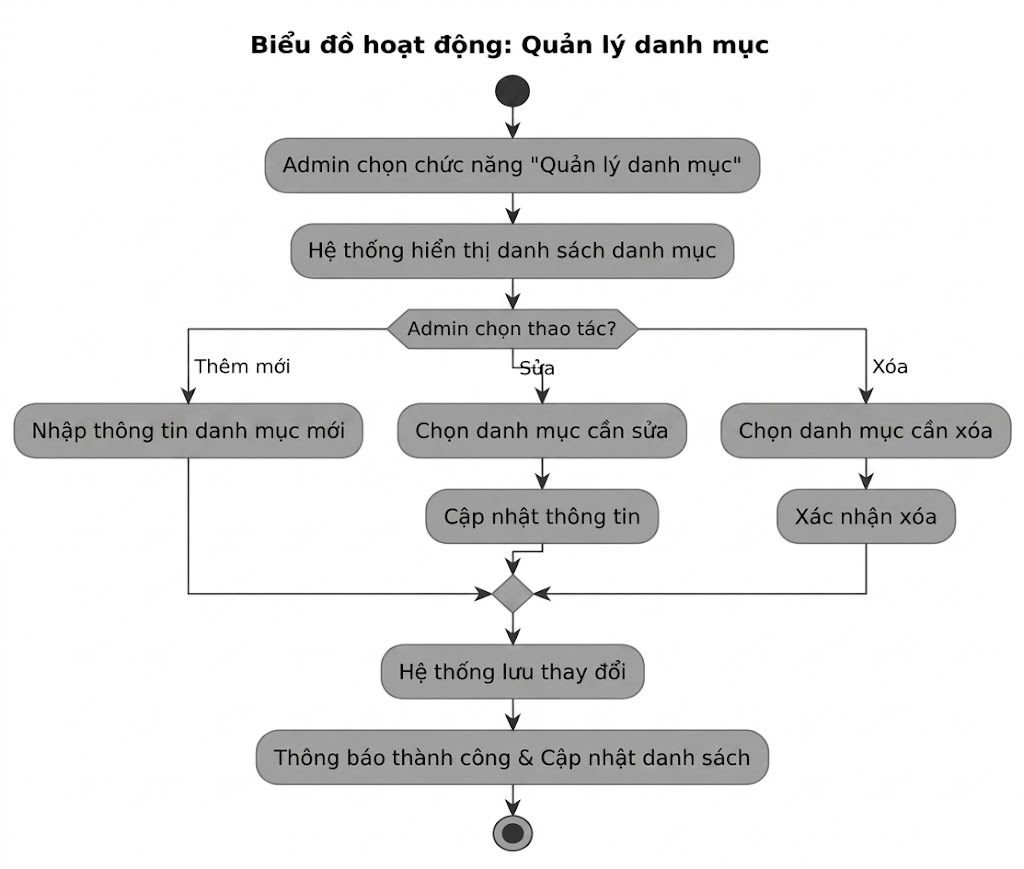 Biểu đồ hoạt động: Quản lý danh mục
Admin chọn chức năng "Quản lý danh mục"
Hệ thống hiển thị danh sách danh mục
Admin chọn thao tác?
Thêm mới
Sửa
Xóa
Nhập thông tin danh mục mới
Chọn danh mục cần sửa
Chọn danh mục cần xóa
Cập nhật thông tin
Xác nhận xóa
Hệ thống lưu thay đổi
Thông báo thành công & Cập nhật danh sách